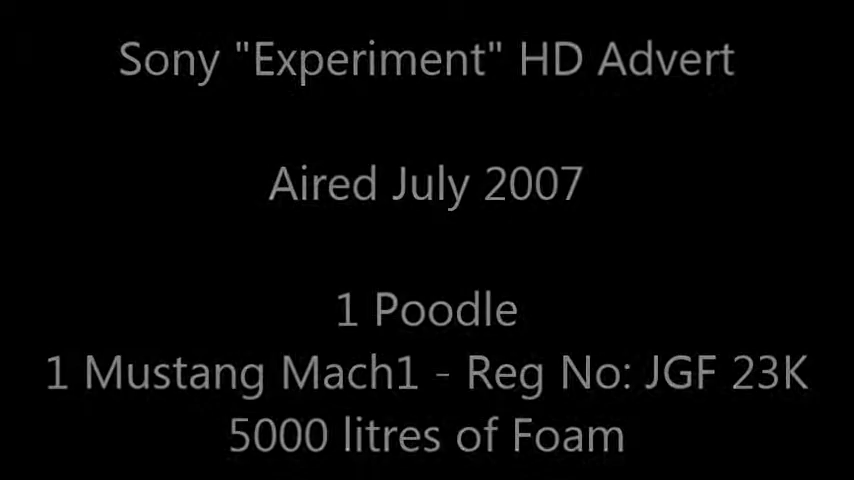 Sony "Experiment" HD Advert
Aired July 2007
1 Poodle
1 Mustang Mach1 - Reg No: JGF 23K
5000 litres of Foam